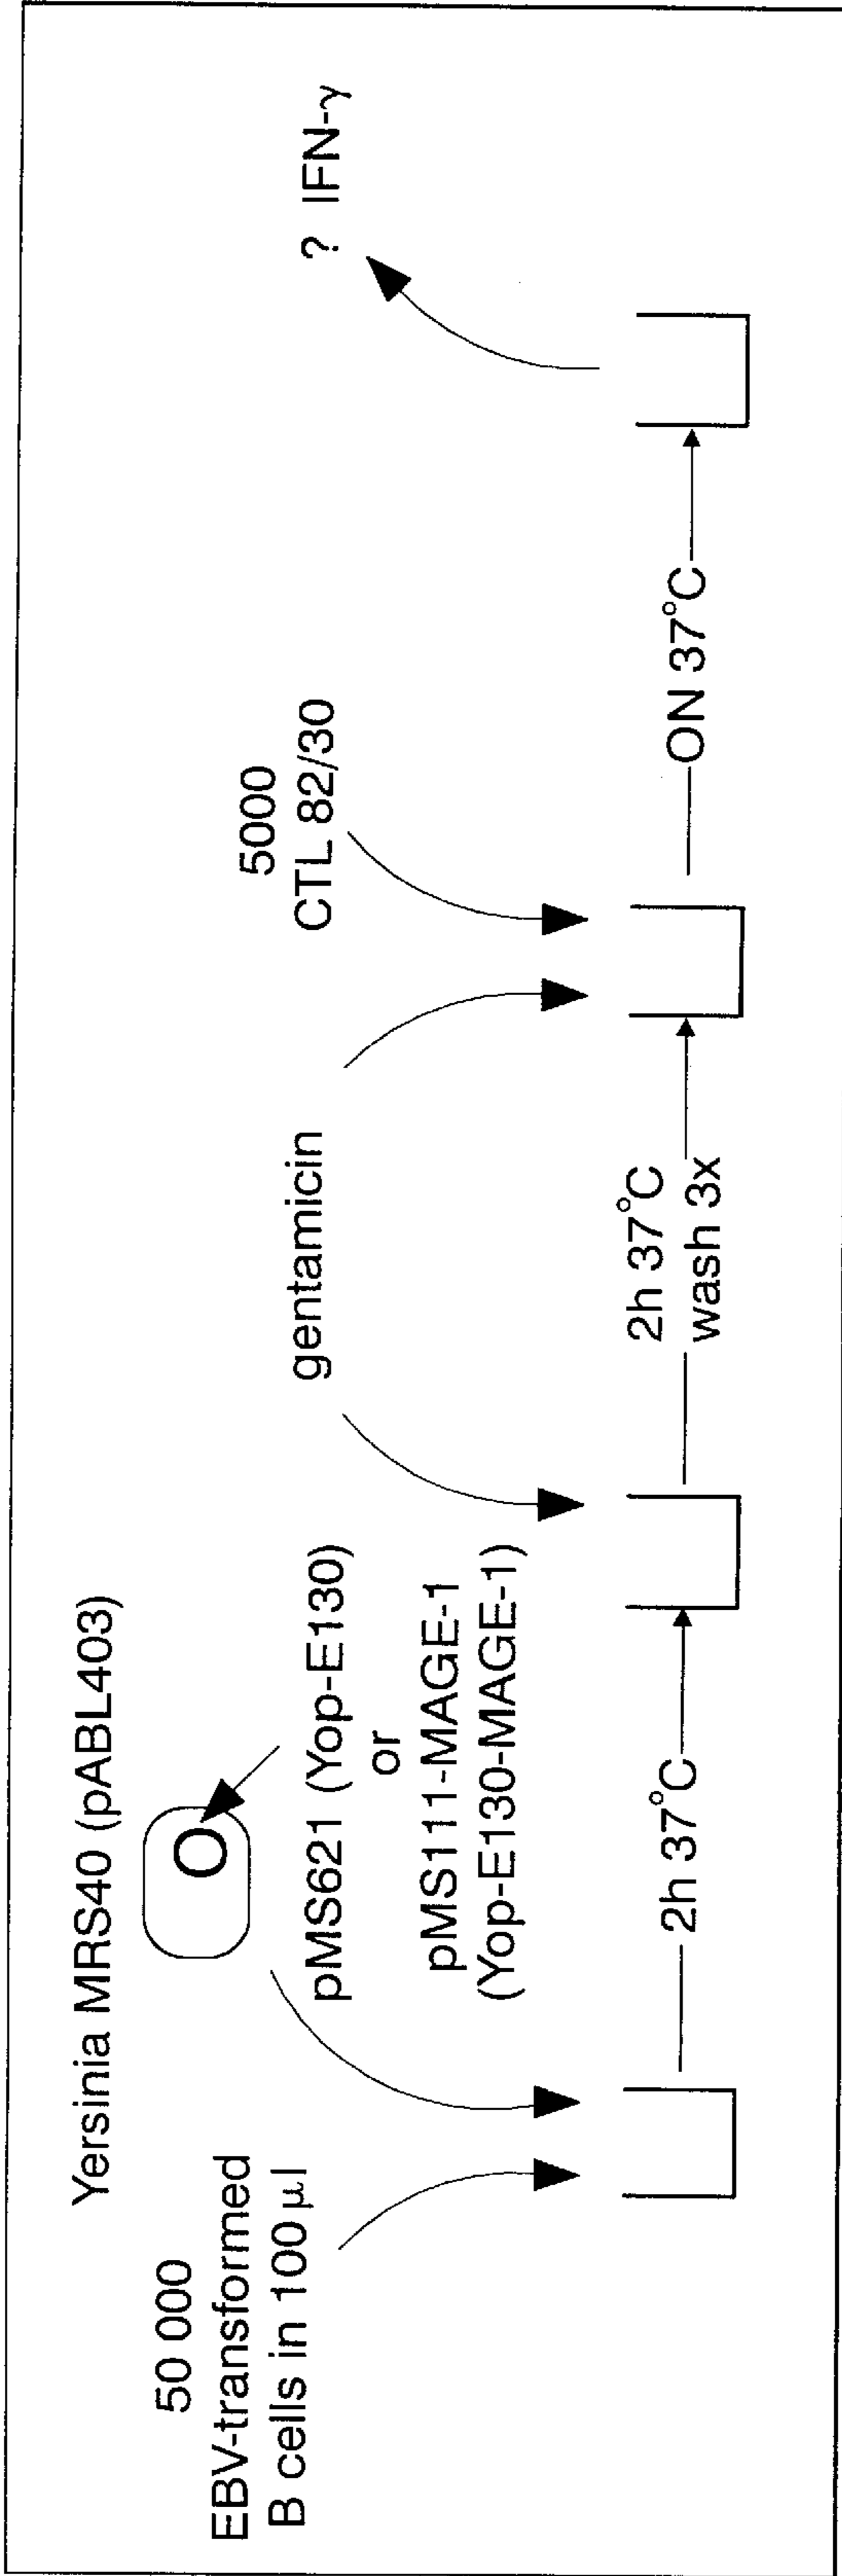 Yersinia MRS40 (pABL403)
50 000
EBV-transformed
B cells in 100 µl
pMS621 (Yop-E130)
or
pMS111-MAGE-1
(Yop-E130-MAGE-1)
gentamicin
5000
CTL 82/30
? IFN-γ
2h 37°C
2h 37°C
wash 3x
ON 37°C